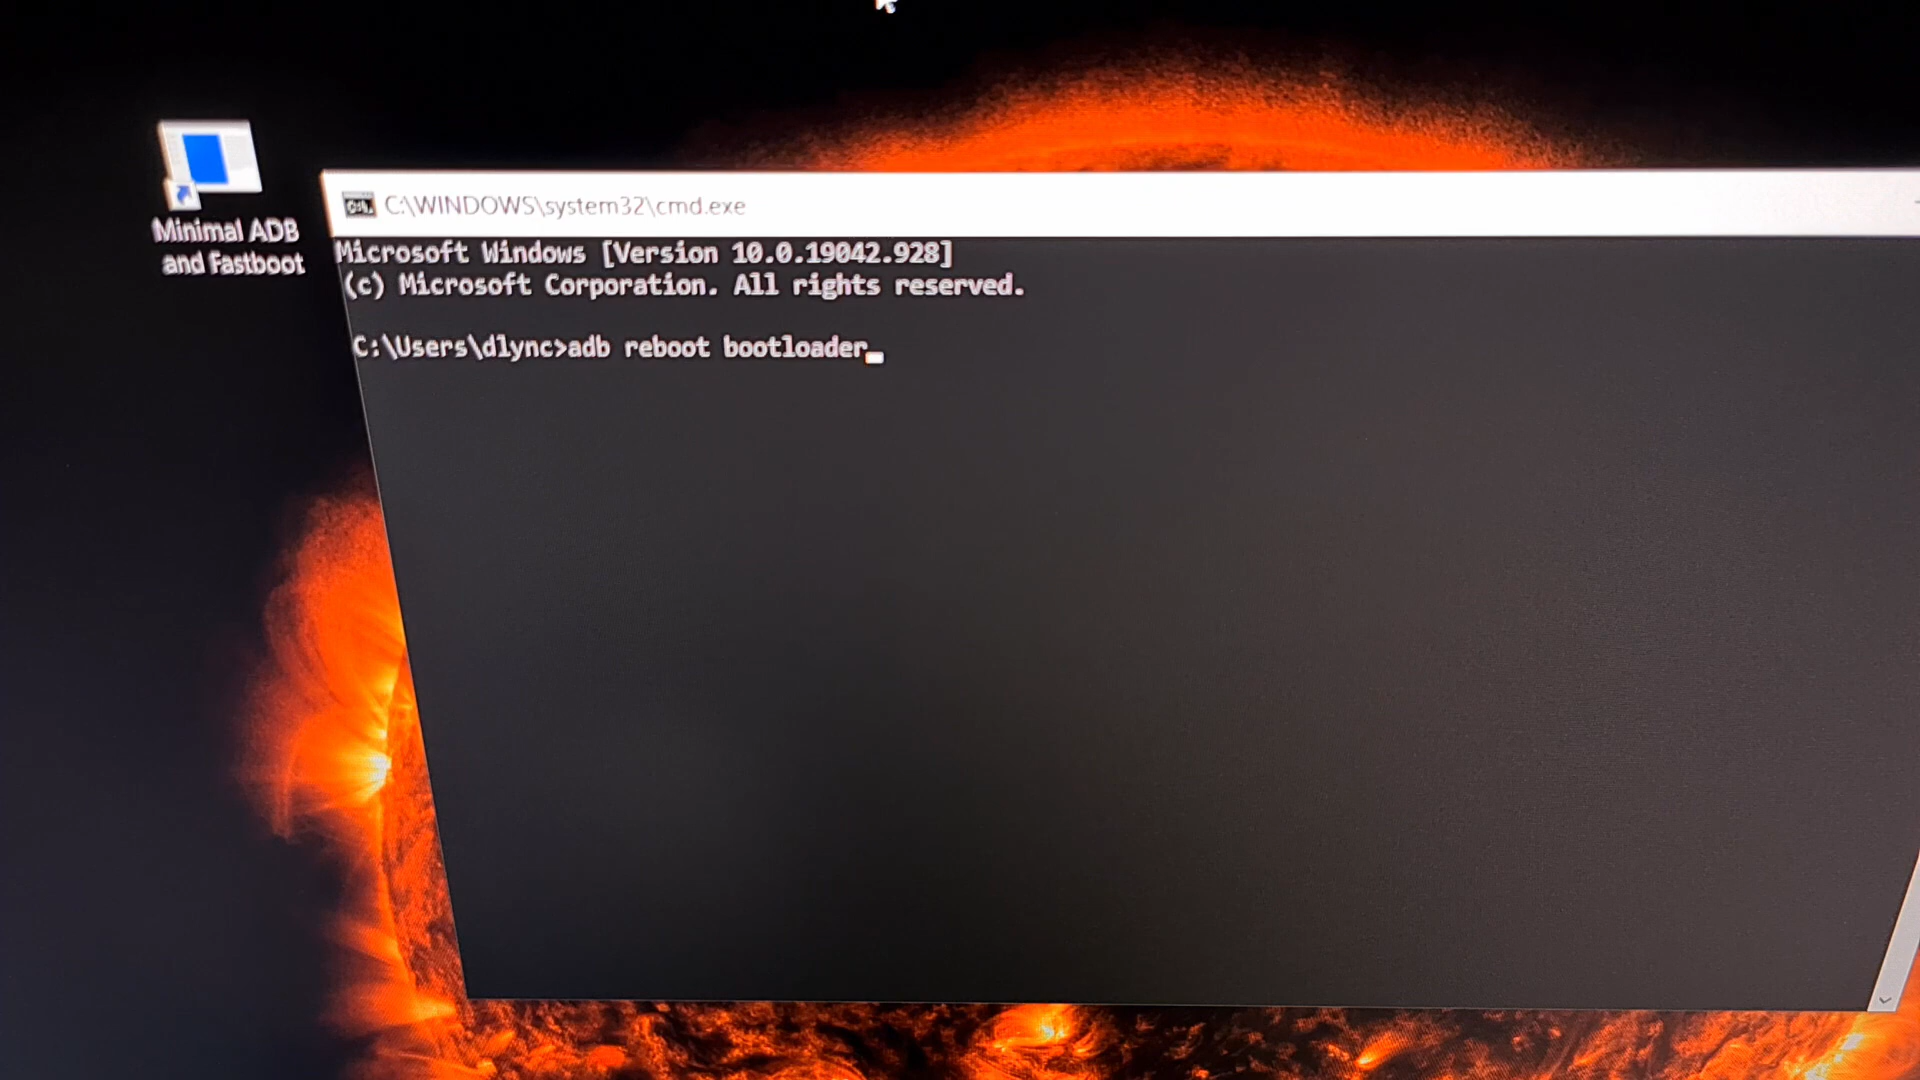 Minimal ADB
and Fastboot
C:\WINDOWS\system32\cmd.exe
Microsoft Windows [Version 10.0.19042.928]
(c) Microsoft Corporation. All rights reserved.
C:\Users\dlync>adb reboot bootloader